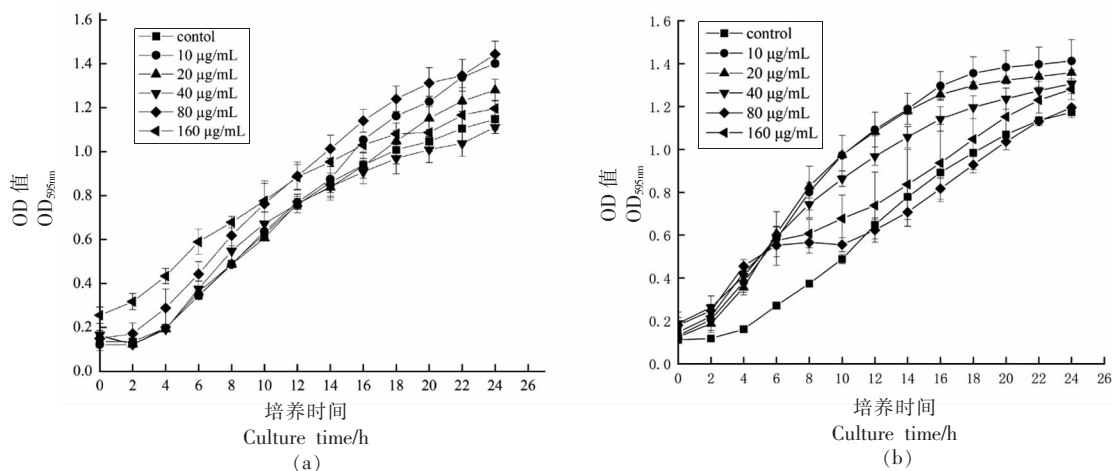 1.6
1.4
1.2
1.0
0.8
0.6
0.4
0.2
0.0
OD 值
OD595nm
contol
10 μg/mL
20 μg/mL
40 μg/mL
80 μg/mL
160 μg/mL
0 2 4 6 8 10 12 14 16 18 20 22 24 26
培养时间
Culture time/h
(a)
1.6
1.4
1.2
1.0
0.8
0.6
0.4
0.2
0.0
OD 值
OD595nm
control
10 μg/mL
20 μg/mL
40 μg/mL
80 μg/mL
160 μg/mL
0 2 4 6 8 10 12 14 16 18 20 22 24 26
培养时间
Culture time/h
(b)